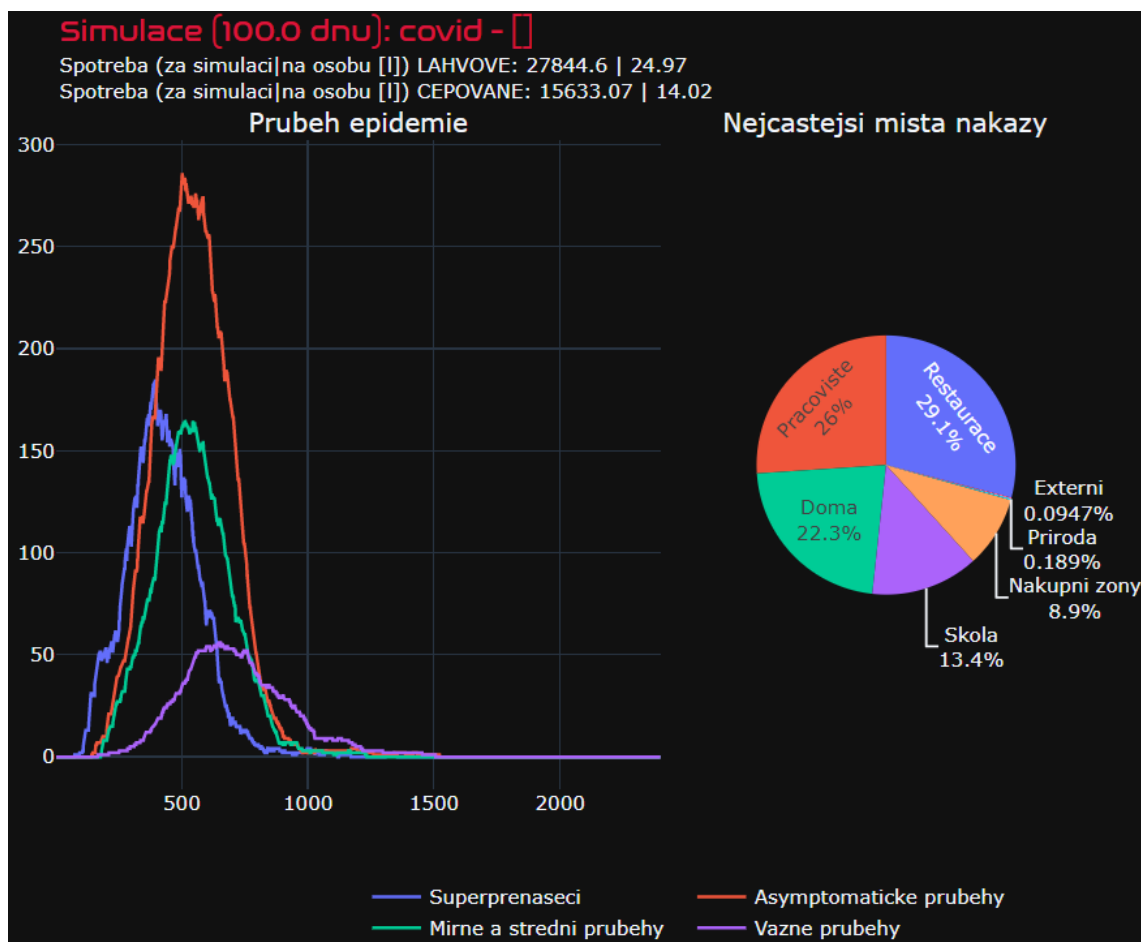 Simulace (100.0 dnu): covid - []
Spotreba (za simulaci|na osobu [l]) LAHVOVE: 27844.6 | 24.97
Spotreba (za simulaci|na osobu [l]) CEPOVANE: 15633.07 | 14.02
Prubeh epidemie
300
250
200
150
100
50
0
500
1000
1500
2000
Nejcastejsi mista nakazy
Pracoviste
26%
Restaurace
29.1%
Doma
22.3%
Externi
0.0947%
Priroda
0.189%
Nakupni zony
8.9%
Skola
13.4%
Superprenaseci
Asymptomaticke prubehy
Mirne a stredni prubehy
Vazne prubehy